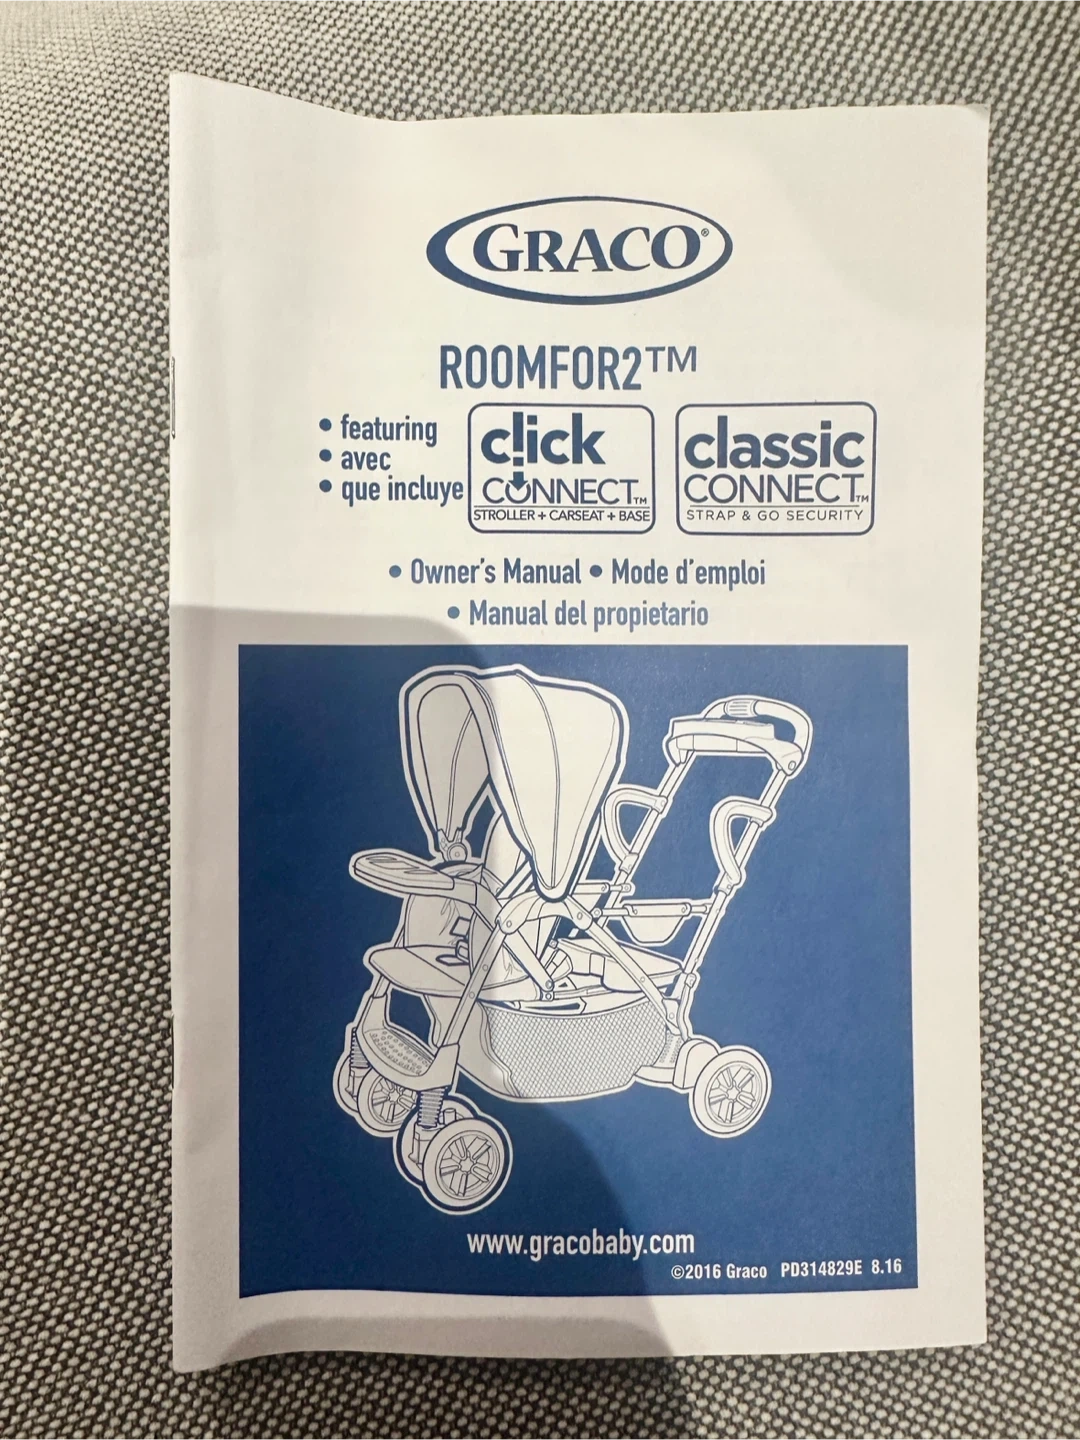 GRACO®
ROOMFOR2™
• featuring
• avec
• que incluye
click
CONNECT™
STROLLER + CARSEAT + BASE
classic
CONNECT™
STRAP & GO SECURITY
• Owner's Manual • Mode d'emploi
• Manual del propietario
www.gracobaby.com
©2016 Graco PD314829E 8.16